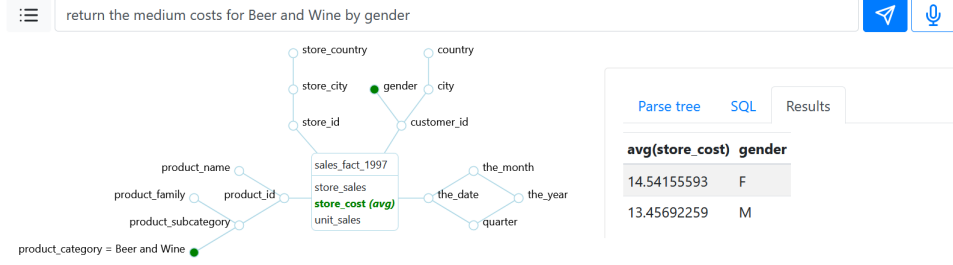 return the medium costs for Beer and Wine by gender
store_country
country
store_city
gender
city
store_id
customer_id
sales_fact_1997
product_name
the_month
product_family
product_id
store_sales
the_date
the_year
store_cost (avg)
product_subcategory
unit_sales
quarter
product_category = Beer and Wine
Parse tree
SQL
Results
avg(store_cost) gender
14.54155593 F
13.45692259 M